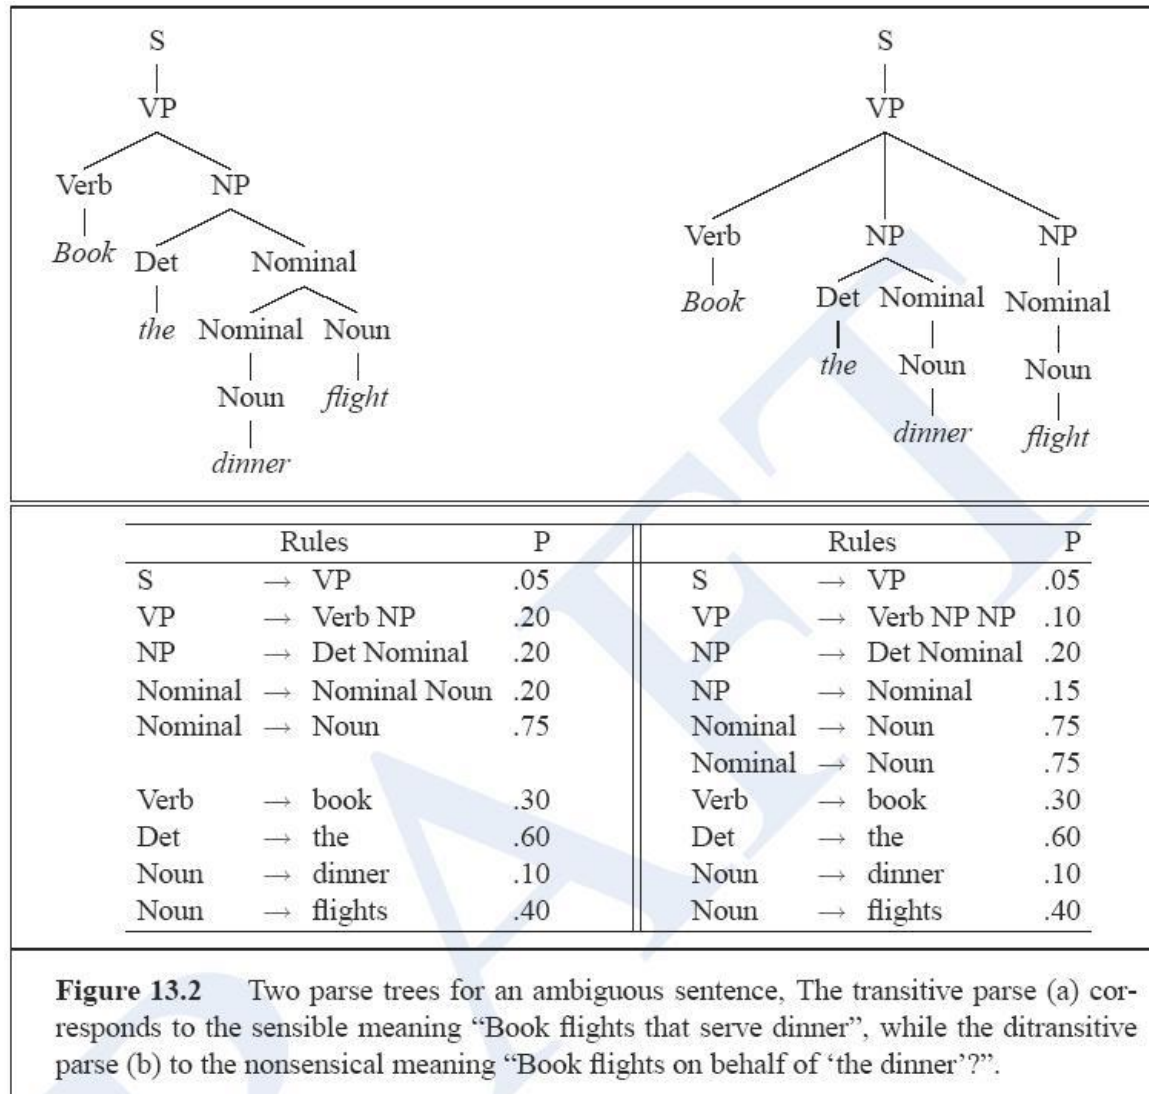 S
VP
Verb NP
Book Det Nominal
the Nominal Noun
Noun flight
dinner
S
VP
Verb NP NP
Book Det Nominal Nominal
the Noun Noun
dinner flight
Rules P
S → VP .05
VP → Verb NP .20
NP → Det Nominal .20
Nominal → Nominal Noun .20
Nominal → Noun .75
Verb → book .30
Det → the .60
Noun → dinner .10
Noun → flights .40
Rules P
S → VP .05
VP → Verb NP NP .10
NP → Det Nominal .20
NP → Nominal .15
Nominal → Noun .75
Nominal → Noun .75
Verb → book .30
Det → the .60
Noun → dinner .10
Noun → flights .40
Figure 13.2 Two parse trees for an ambiguous sentence, The transitive parse (a) cor-
responds to the sensible meaning “Book flights that serve dinner”, while the ditransitive
parse (b) to the nonsensical meaning “Book flights on behalf of ‘the dinner’?”.
RAFT